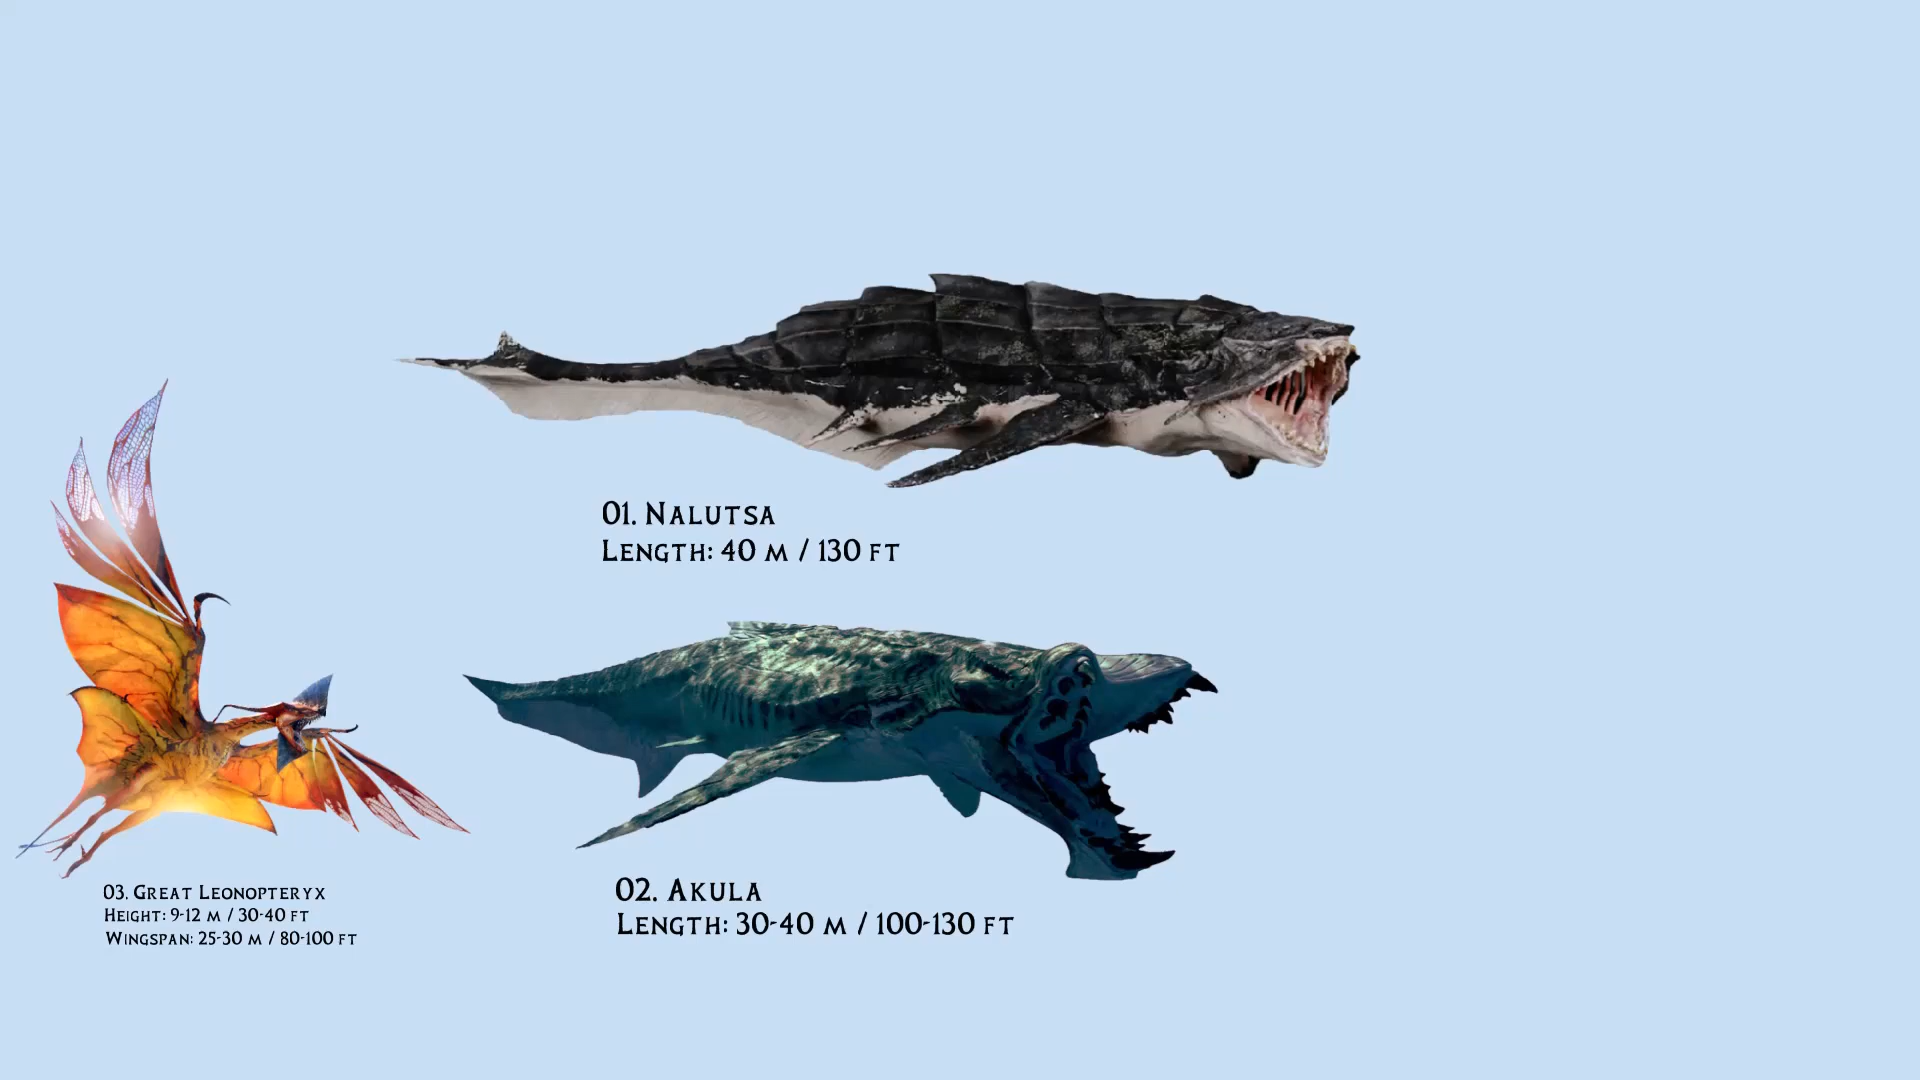 01. Nalutsa
Length: 40 m / 130 ft
02. Akula
Length: 30-40 m / 100-130 ft
03. Great Leonopteryx
Height: 9-12 m / 30-40 ft
Wingspan: 25-30 m / 80-100 ft